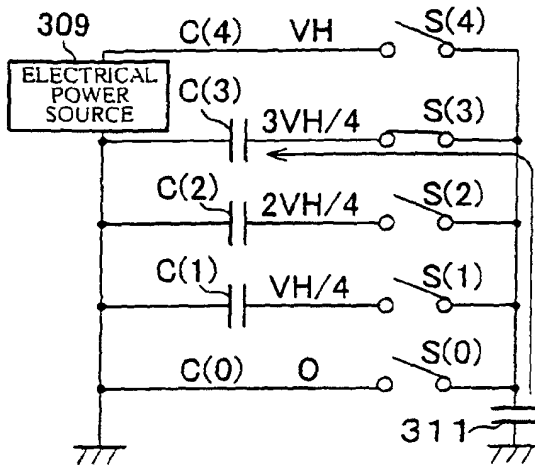 309
C(4) VH S(4)
ELECTRICAL
POWER
SOURCE
C(3) 3VH/4 S(3)
C(2) 2VH/4 S(2)
C(1) VH/4 S(1)
C(0) O S(0)
311